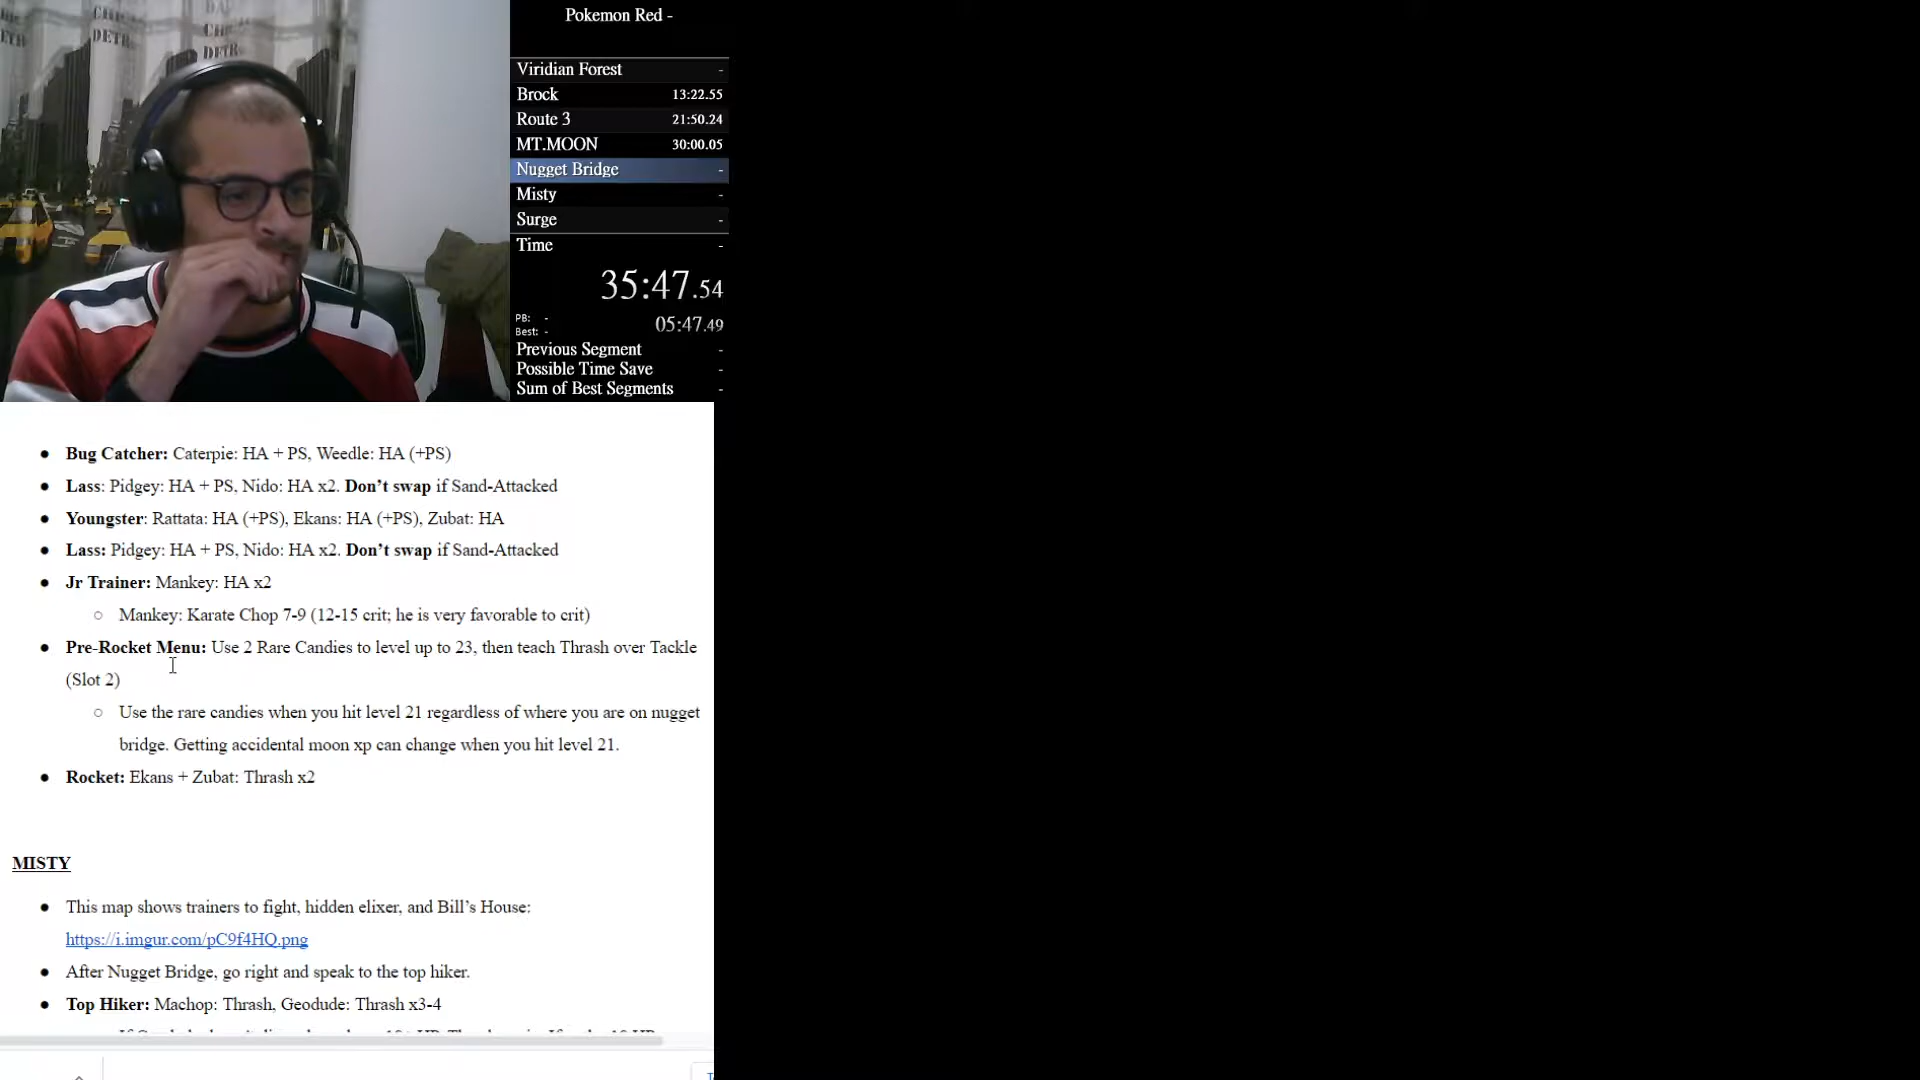 CHI
DETR
DETR
Pokemon Red -
Viridian Forest -
Brock 13:22.55
Route 3 21:50.24
MT.MOON 30:00.05
Nugget Bridge -
Misty -
Surge -
Time -
35:47.54
PB: -
Best: -
05:47.49
Previous Segment -
Possible Time Save -
Sum of Best Segments -
● Bug Catcher: Caterpie: HA + PS, Weedle: HA (+PS)
● Lass: Pidgey: HA + PS, Nido: HA x2. Don’t swap if Sand-Attacked
● Youngster: Rattata: HA (+PS), Ekans: HA (+PS), Zubat: HA
● Lass: Pidgey: HA + PS, Nido: HA x2. Don’t swap if Sand-Attacked
● Jr Trainer: Mankey: HA x2
○ Mankey: Karate Chop 7-9 (12-15 crit; he is very favorable to crit)
● Pre-Rocket Menu: Use 2 Rare Candies to level up to 23, then teach Thrash over Tackle
(Slot 2)
○ Use the rare candies when you hit level 21 regardless of where you are on nugget
bridge. Getting accidental moon xp can change when you hit level 21.
● Rocket: Ekans + Zubat: Thrash x2
MISTY
● This map shows trainers to fight, hidden elixer, and Bill’s House:
https://i.imgur.com/pC9f4HQ.png
● After Nugget Bridge, go right and speak to the top hiker.
● Top Hiker: Machop: Thrash, Geodude: Thrash x3-4